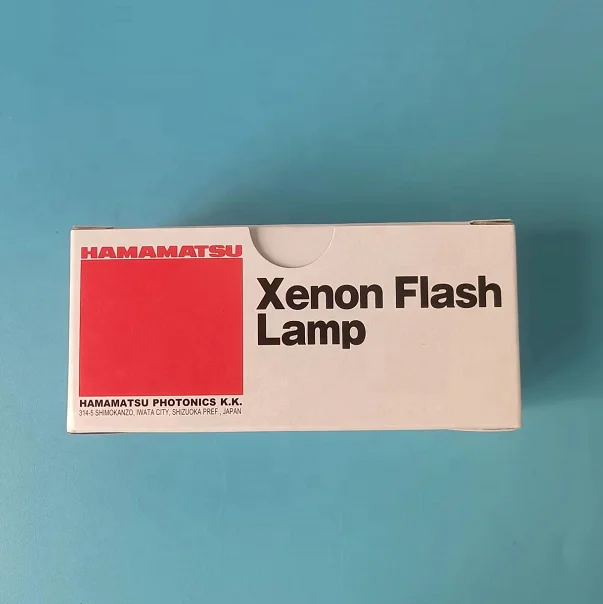 HAMAMATSU
Xenon Flash
Lamp
HAMAMATSU PHOTONICS K.K.
314-5 SHIMOKANZO, IWATA CITY, SHIZUOKA PREF., JAPAN